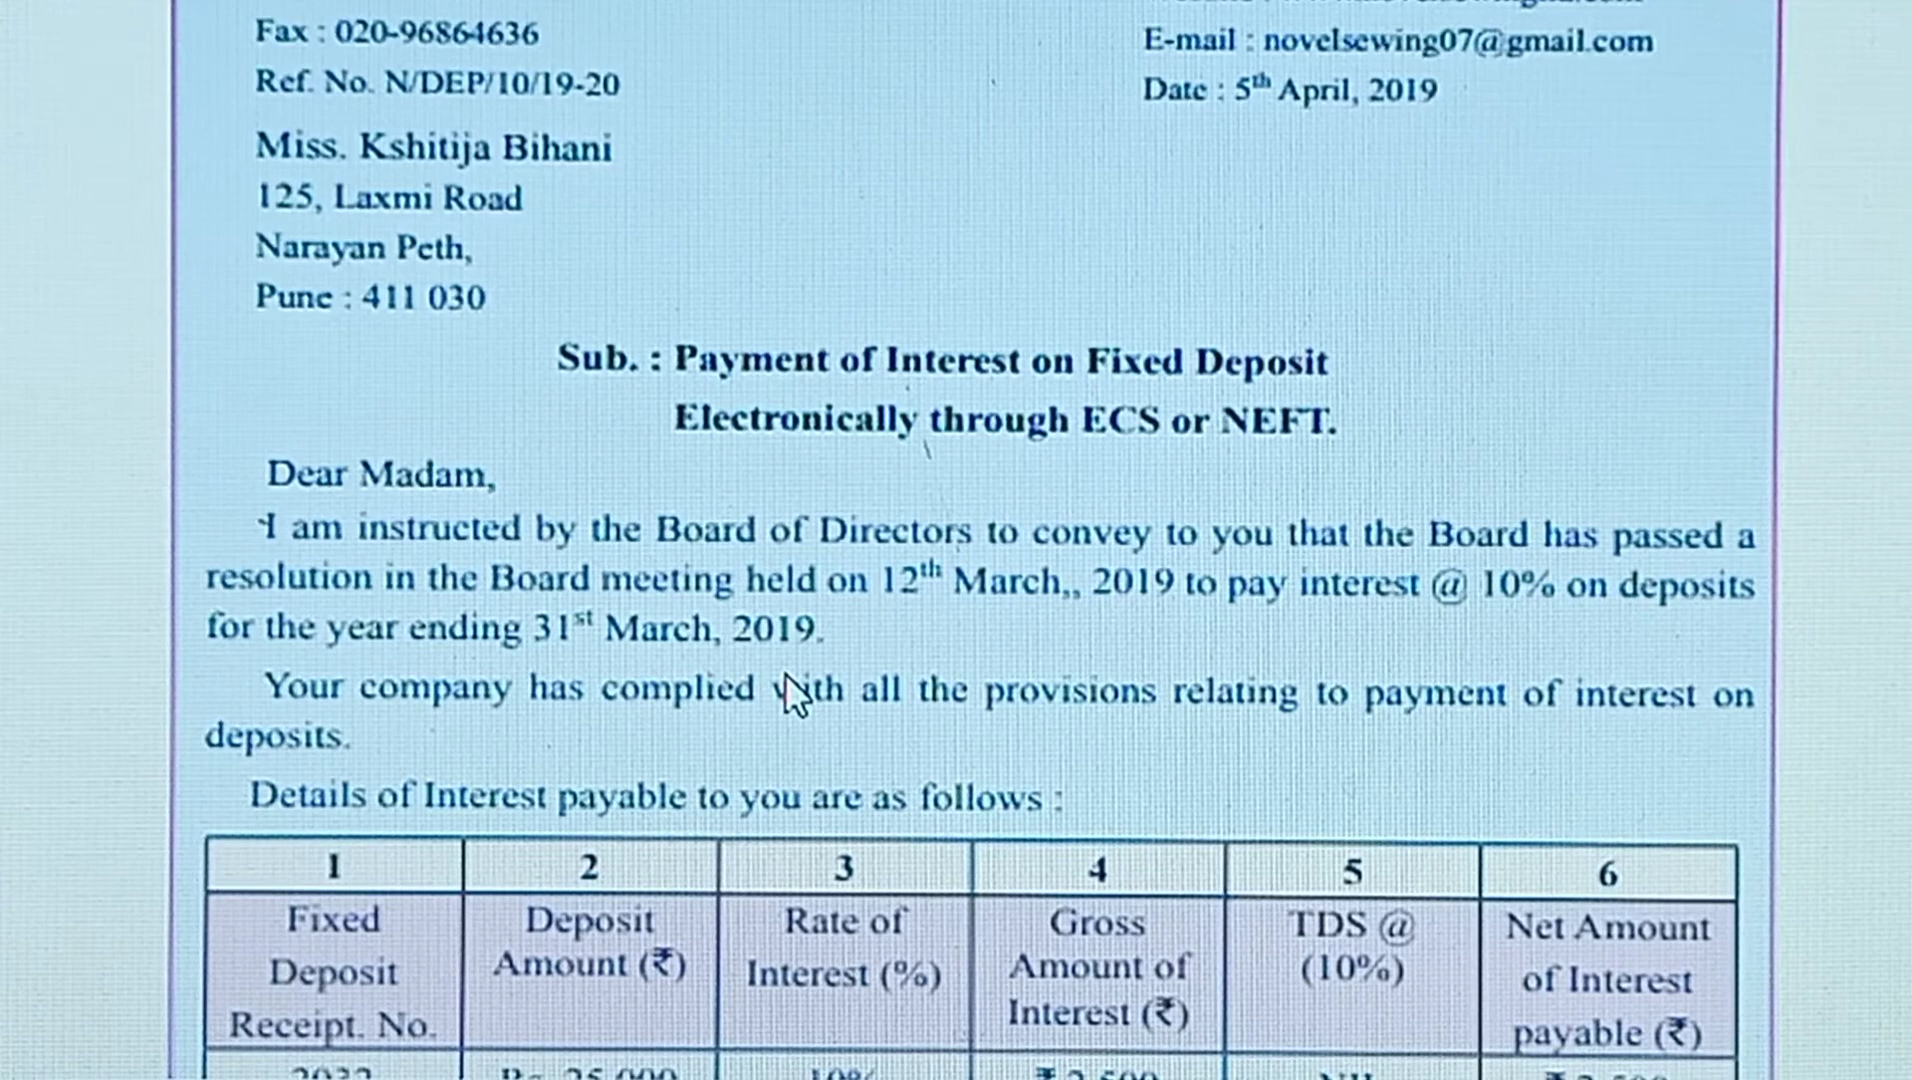 Fax : 020-96864636
E-mail : novelsewing07@gmail.com
Ref. No. N/DEP/10/19-20
Date : 5th April, 2019
Miss. Kshitija Bihani
125, Laxmi Road
Narayan Peth,
Pune : 411 030
Sub. : Payment of Interest on Fixed Deposit
Electronically through ECS or NEFT.
Dear Madam,
I am instructed by the Board of Directors to convey to you that the Board has passed a
resolution in the Board meeting held on 12th March,, 2019 to pay interest @ 10% on deposits
for the year ending 31st March, 2019.
Your company has complied with all the provisions relating to payment of interest on
deposits.
Details of Interest payable to you are as follows :
1 2 3 4 5 6
Fixed Deposit Receipt. No. Deposit Amount (₹) Rate of Interest (%) Gross Amount of Interest (₹) TDS @ (10%) Net Amount of Interest payable (₹)